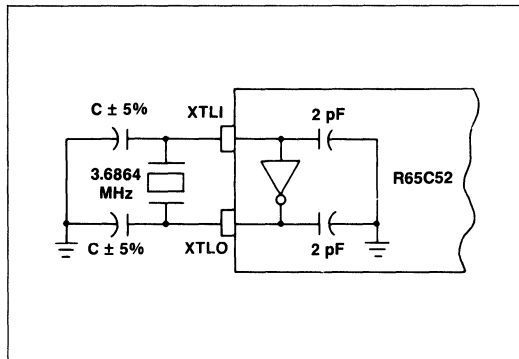 C ± 5%
XTLI
2 pF
3.6864
MHz
R65C52
C ± 5%
XTLO
2 pF